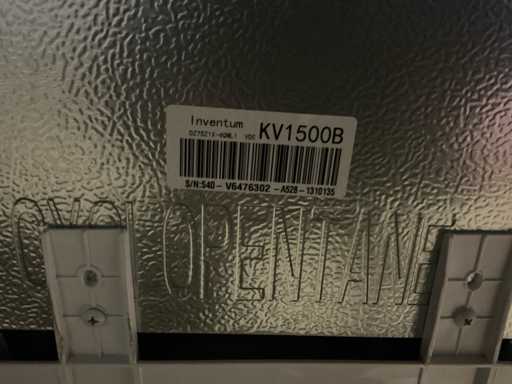 Inventum
KV1500B
S/N:540- V6476302 -A528-1310135
CYCLOPENTANE